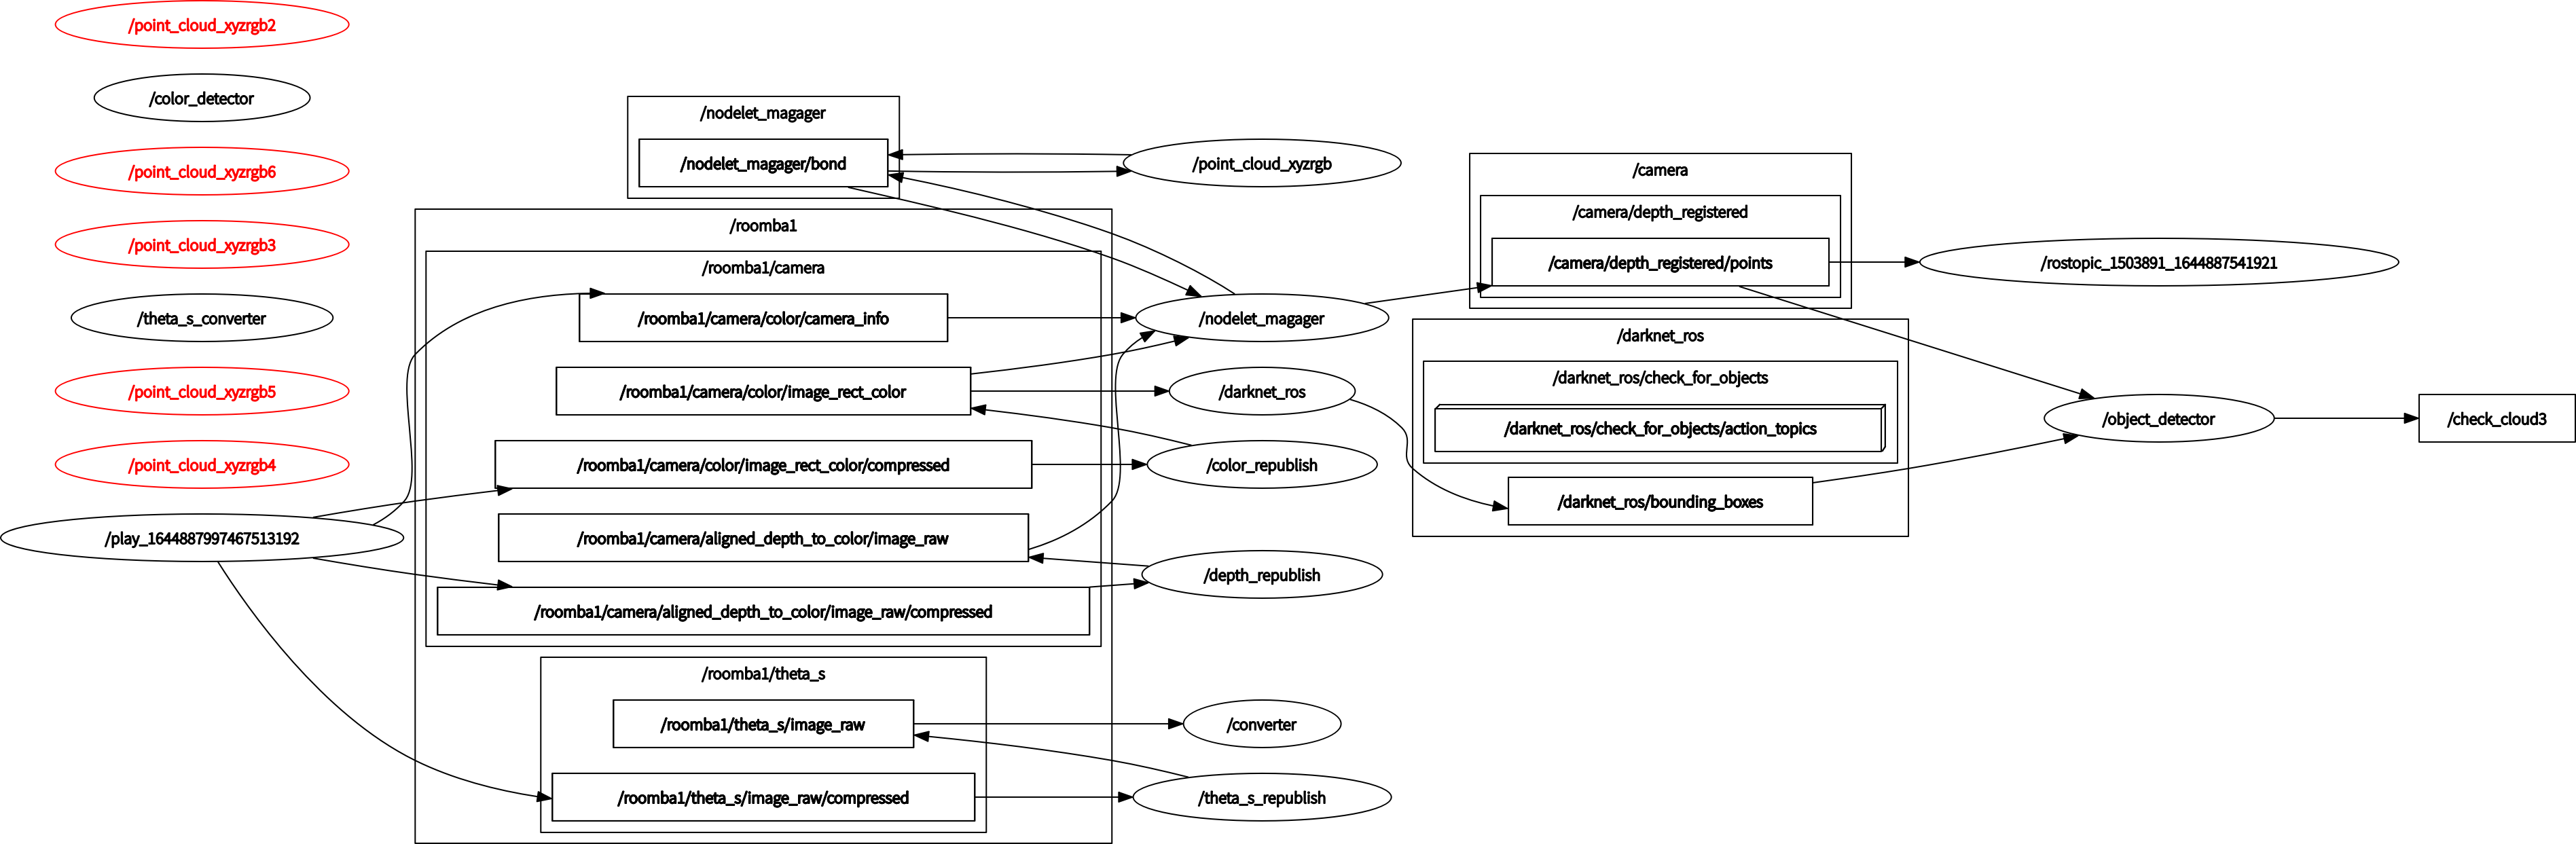 /point_cloud_xyzrgb2
/color_detector
/point_cloud_xyzrgb6
/point_cloud_xyzrgb3
/theta_s_converter
/point_cloud_xyzrgb5
/point_cloud_xyzrgb4
/play_1644887997467513192
/nodelet_magager
/nodelet_magager/bond
/roomba1
/roomba1/camera
/roomba1/camera/color/camera_info
/roomba1/camera/color/image_rect_color
/roomba1/camera/color/image_rect_color/compressed
/roomba1/camera/aligned_depth_to_color/image_raw
/roomba1/camera/aligned_depth_to_color/image_raw/compressed
/roomba1/theta_s
/roomba1/theta_s/image_raw
/roomba1/theta_s/image_raw/compressed
/point_cloud_xyzrgb
/nodelet_magager
/darknet_ros
/color_republish
/depth_republish
/converter
/theta_s_republish
/camera
/camera/depth_registered
/camera/depth_registered/points
/darknet_ros
/darknet_ros/check_for_objects
/darknet_ros/check_for_objects/action_topics
/darknet_ros/bounding_boxes
/rostopic_1503891_1644887541921
/object_detector
/check_cloud3